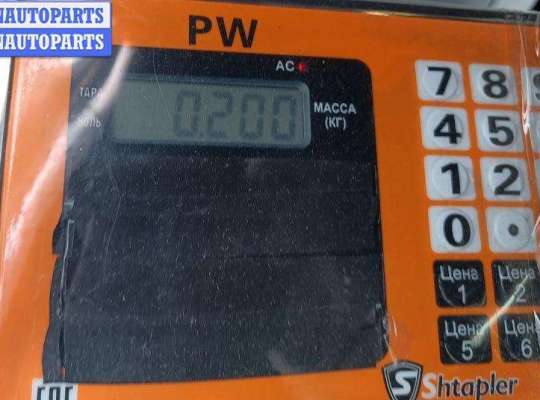 NAUTOPARTS
NAUTOPARTS
PW
AC
ТАРА
НОЛЬ
0.200
МАССА
(КГ)
7 8
4 5
1 2
0 .
Цена 1
Цена 2
Цена 5
Цена 6
S Shtapler